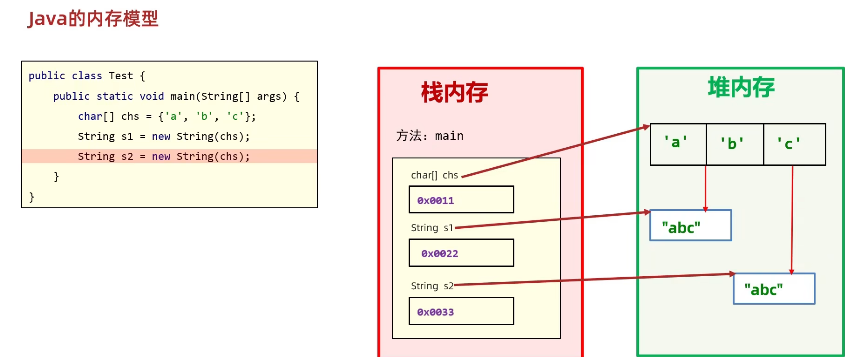 Java的内存模型
public class Test {
public static void main(String[] args) {
char[] chs = {'a', 'b', 'c'};
String s1 = new String(chs);
String s2 = new String(chs);
}
}
栈内存
方法：main
char[] chs
0x0011
String s1
0x0022
String s2
0x0033
堆内存
'a' 'b' 'c'
"abc"
"abc"